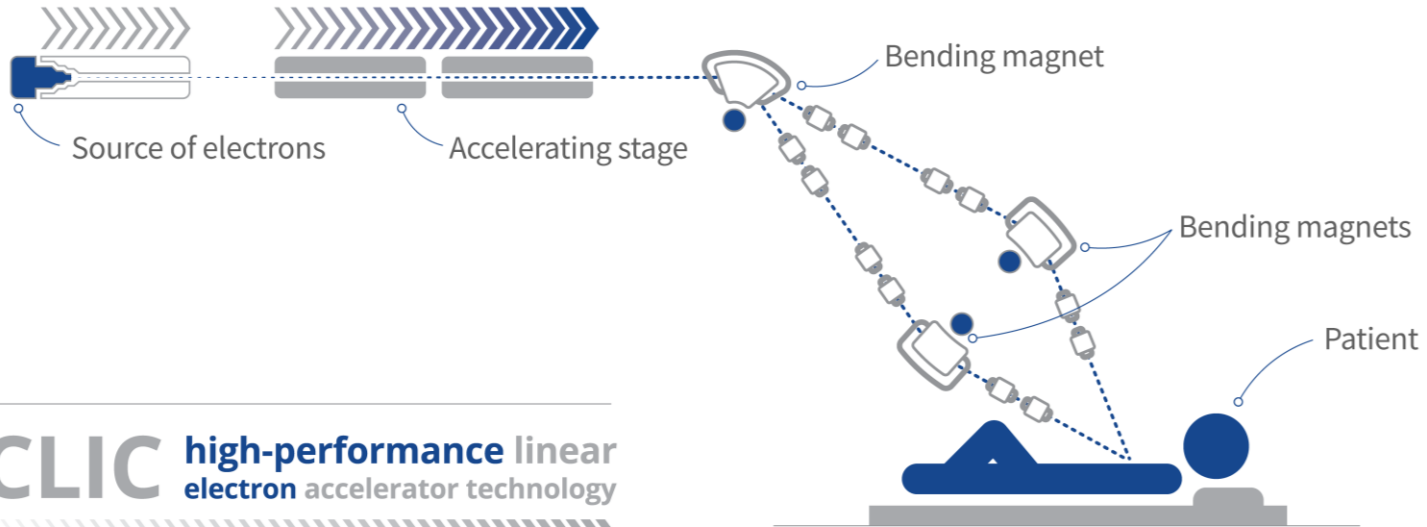 Bending magnet
Source of electrons
Accelerating stage
Bending magnets
Patient
CLIC high-performance linear
electron accelerator technology